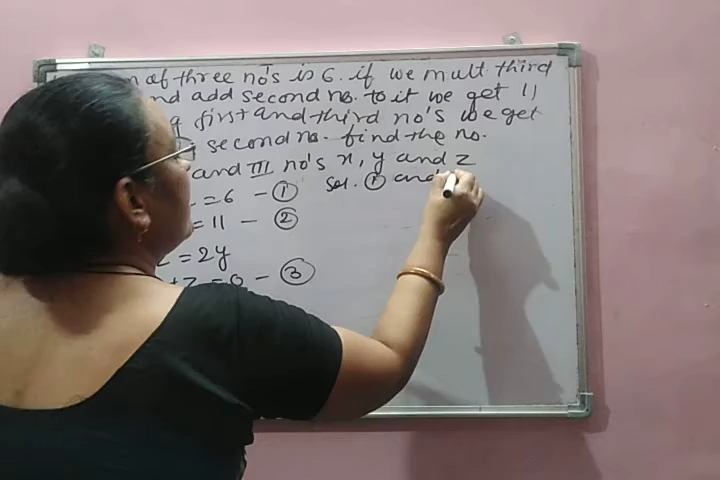 of three no's is 6. if we mult. third
nd add second no. to it we get 11
first and third no's we get
second no. find the no.
and III no's x, y and z
= 6 - ① sol. ① and
= 11 - ②
= 2y
+z = 0 - ③